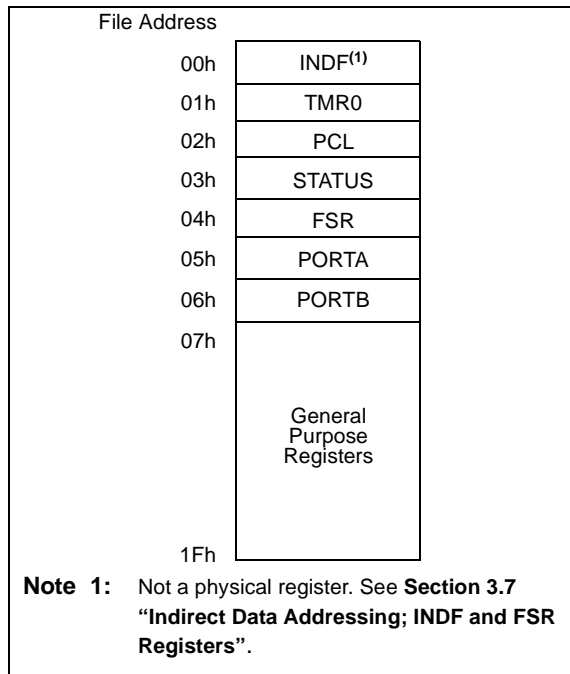 File Address
00h INDF(1)
01h TMR0
02h PCL
03h STATUS
04h FSR
05h PORTA
06h PORTB
07h
General
Purpose
Registers
1Fh
Note 1: Not a physical register. See Section 3.7
“Indirect Data Addressing; INDF and FSR
Registers”.